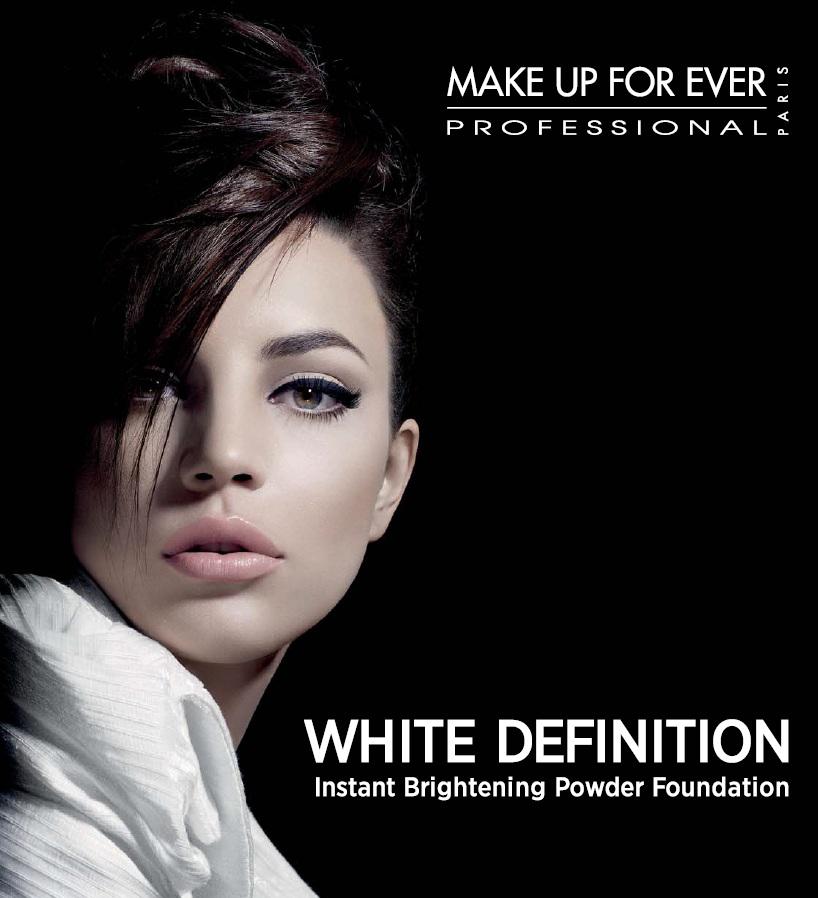 MAKE UP FOR EVER
PROFESSIONAL
PARIS
WHITE DEFINITION
Instant Brightening Powder Foundation